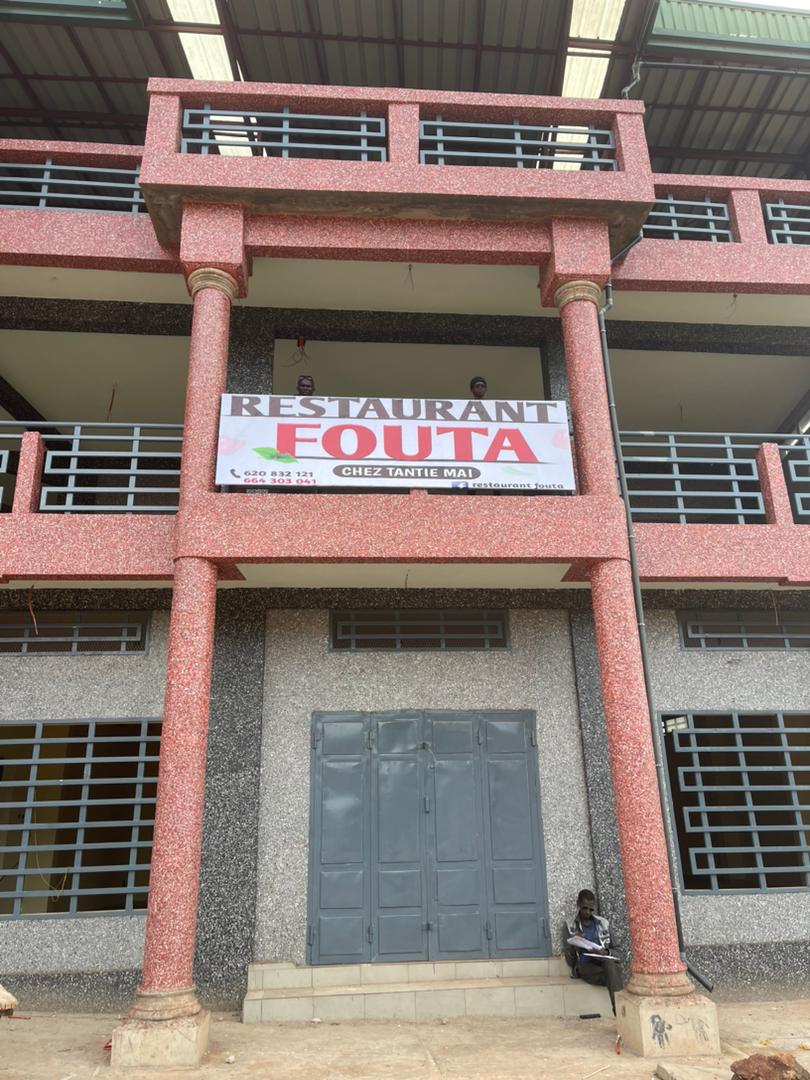 RESTAURANT
FOUTA
CHEZ TANTIE MAI
620 832 121
664 303 041
restaurant fouta